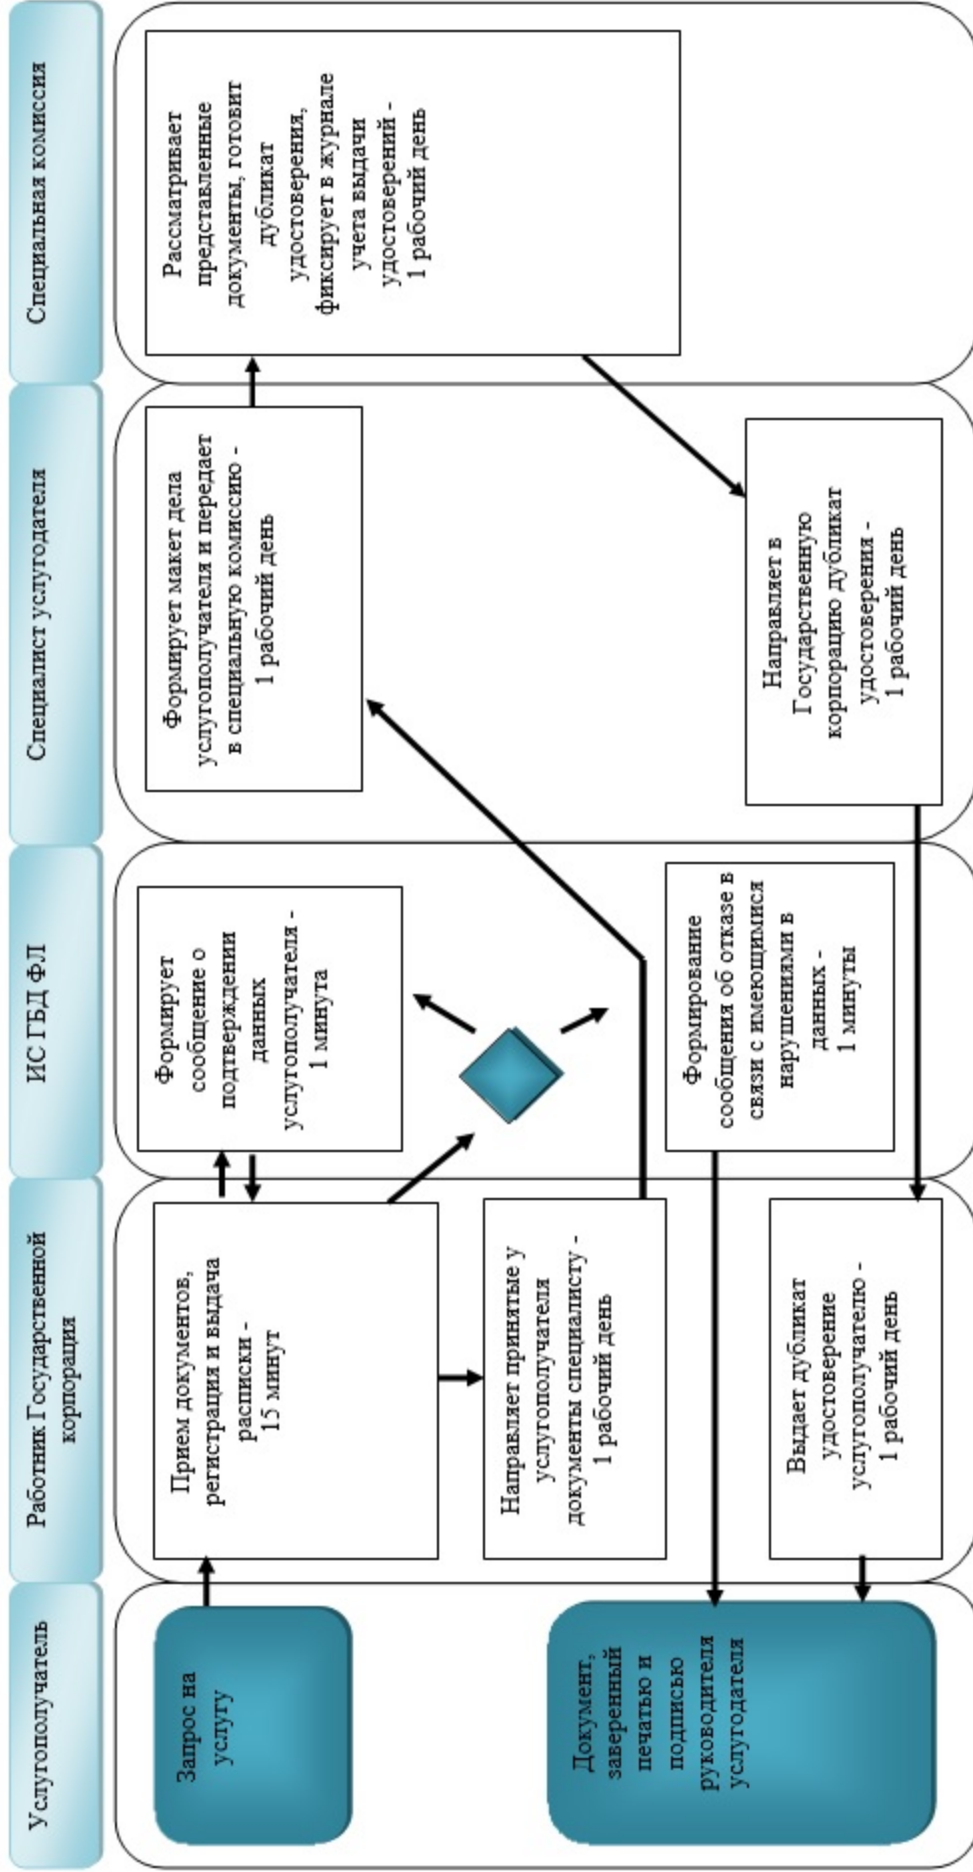 Услугополучатель
Работник Государственной
корпорация
ИС ГБД ФЛ
Специалист услугодателя
Специальная комиссия
Запрос на
услугу
Прием документов,
регистрация и выдача
расписки -
15 минут
Формирует
сообщение о
подтверждении
данных
услугополучателя -
1 минута
Формирует макет дела
услугополучателя и передает
в специальную комиссию -
1 рабочий день
Рассматривает
представленные
документы, готовит
дубликат
удостоверения,
фиксирует в журнале
учета выдачи
удостоверений -
1 рабочий день
Направляет принятые у
услугополучателя
документы специалисту -
1 рабочий день
Документ,
заверенный
печатью и
подписью
руководителя
услугодателя
Формирование
сообщения об отказе в
связи с имеющимися
нарушениями в
данных -
1 минуты
Направляет в
Государственную
корпорацию дубликат
удостоверения -
1 рабочий день
Выдает дубликат
удостоверение
услугополучателю -
1 рабочий день